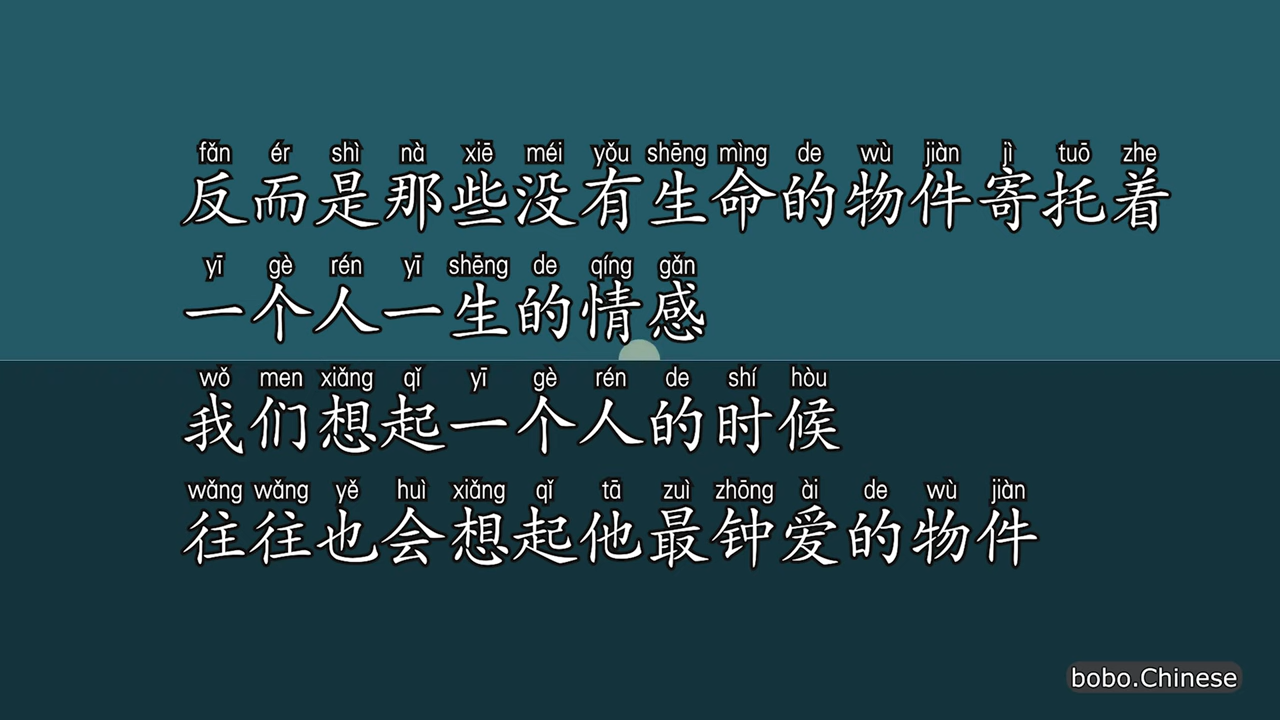 fǎn ér shì nà xiē méi yǒu shēng mìng de wù jiàn jì tuō zhe
反而是那些没有生命的物件寄托着
yī gè rén yī shēng de qíng gǎn
一个人一生的情感
wǒ men xiǎng qǐ yī gè rén de shí hòu
我们想起一个人的时候
wǎng wǎng yě huì xiǎng qǐ tā zuì zhōng ài de wù jiàn
往往也会想起他最钟爱的物件
bobo.Chinese